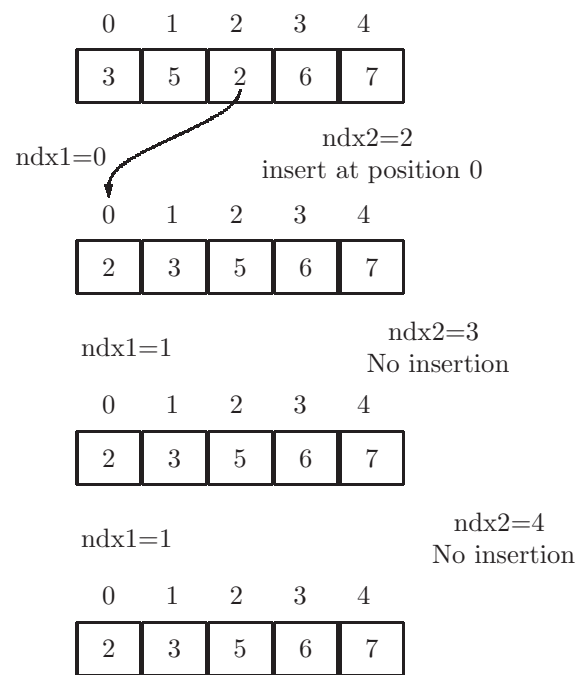 0 1 2 3 4
3 5 2 6 7
ndx1=0
ndx2=2
insert at position 0
0 1 2 3 4
2 3 5 6 7
ndx1=1
ndx2=3
No insertion
0 1 2 3 4
2 3 5 6 7
ndx1=1
ndx2=4
No insertion
0 1 2 3 4
2 3 5 6 7